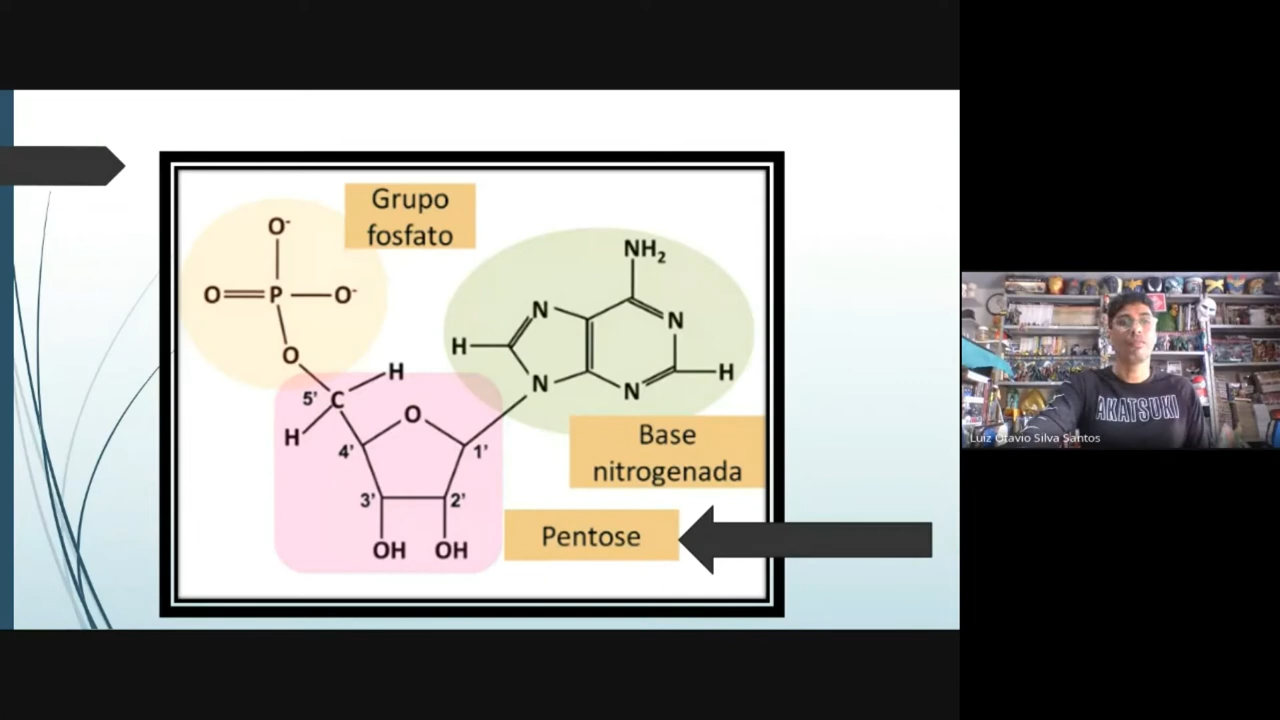 Grupo
fosfato
O-
O
P
O-
O
NH2
N
N
H
N
N
H
H
5'
C
H
O
4'
1'
3'
2'
OH
OH
Base
nitrogenada
Pentose
AKATSUKI
Luiz Otavio Silva Santos